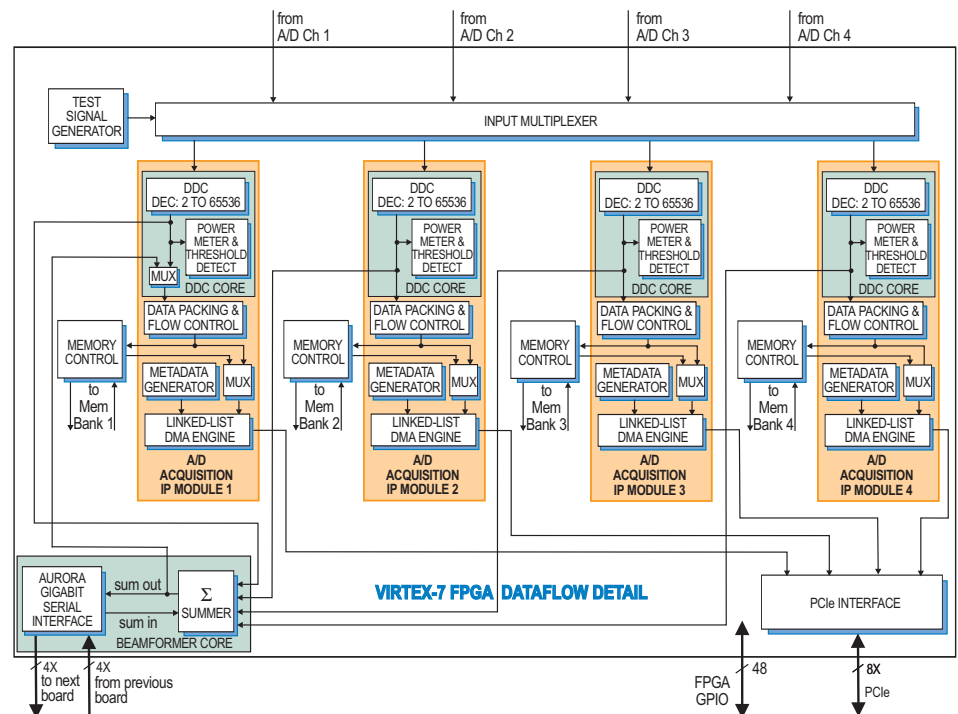 from
A/D Ch 1
from
A/D Ch 2
from
A/D Ch 3
from
A/D Ch 4
TEST
SIGNAL
GENERATOR
INPUT MULTIPLEXER
DDC
DEC: 2 TO 65536
POWER
METER &
THRESHOLD
DETECT
MUX
DDC CORE
DATA PACKING &
FLOW CONTROL
MEMORY
CONTROL
METADATA
GENERATOR
MUX
to
Mem
Bank 1
LINKED-LIST
DMA ENGINE
A/D
ACQUISITION
IP MODULE 1
DDC
DEC: 2 TO 65536
POWER
METER &
THRESHOLD
DETECT
DDC CORE
DATA PACKING &
FLOW CONTROL
MEMORY
CONTROL
METADATA
GENERATOR
MUX
to
Mem
Bank 2
LINKED-LIST
DMA ENGINE
A/D
ACQUISITION
IP MODULE 2
DDC
DEC: 2 TO 65536
POWER
METER &
THRESHOLD
DETECT
DDC CORE
DATA PACKING &
FLOW CONTROL
MEMORY
CONTROL
METADATA
GENERATOR
MUX
to
Mem
Bank 3
LINKED-LIST
DMA ENGINE
A/D
ACQUISITION
IP MODULE 3
DDC
DEC: 2 TO 65536
POWER
METER &
THRESHOLD
DETECT
DDC CORE
DATA PACKING &
FLOW CONTROL
MEMORY
CONTROL
METADATA
GENERATOR
MUX
to
Mem
Bank 4
LINKED-LIST
DMA ENGINE
A/D
ACQUISITION
IP MODULE 4
AURORA
GIGABIT
SERIAL
INTERFACE
sum out
sum in
Σ
SUMMER
BEAMFORMER CORE
VIRTEX-7 FPGA DATAFLOW DETAIL
PCIe INTERFACE
4X
to next
board
4X
from previous
board
48
FPGA
GPIO
8X
PCIe